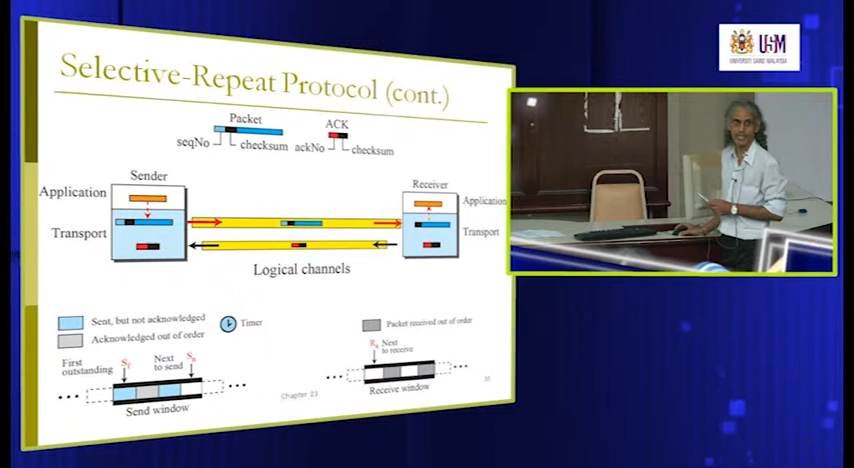 Selective-Repeat Protocol (cont.)
Packet
ACK
seqNo
checksum
ackNo
checksum
Sender
Receiver
Application
Application
Transport
Transport
Logical channels
Sent, but not acknowledged
Timer
Acknowledged out of order
Packet received out of order
First outstanding
Sf
Next to send
Sn
Rn Next to receive
Send window
Chapter 23
Receive window
USM
UNIVERSITI SAINS MALAYSIA